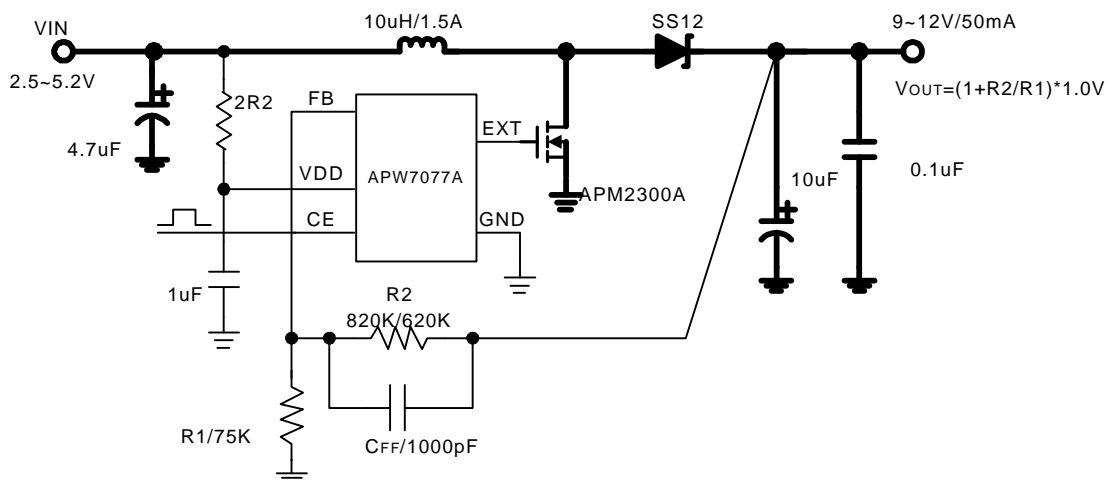 VIN
10uH/1.5A
SS12
9~12V/50mA
2.5~5.2V
VOUT=(1+R2/R1)*1.0V
2R2
FB
EXT
4.7uF
VDD
APW7077A
10uF
0.1uF
APM2300A
CE
GND
1uF
R2
820K/620K
R1/75K
CFF/1000pF